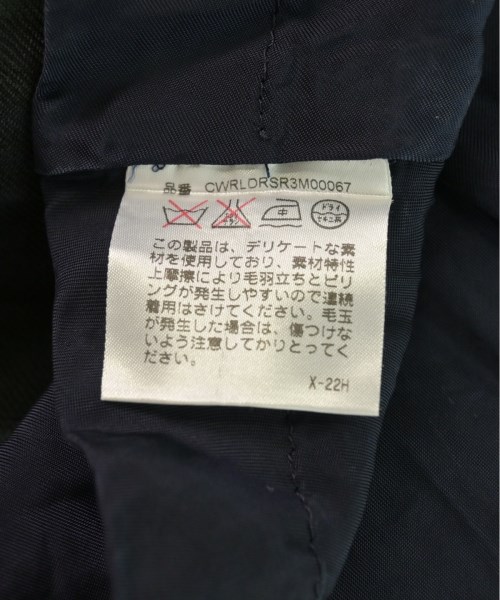 品番 CWRLDRSR3M00067
中 ドライ セキユ系
この製品は、デリケートな素
材を使用しており、素材特性
上摩擦により毛羽立ちとピリ
ングが発生しやすいので連続
着用はさけてください。毛玉
が発生した場合は、傷つけな
いよう注意してかりとってく
ださい。
X-22H